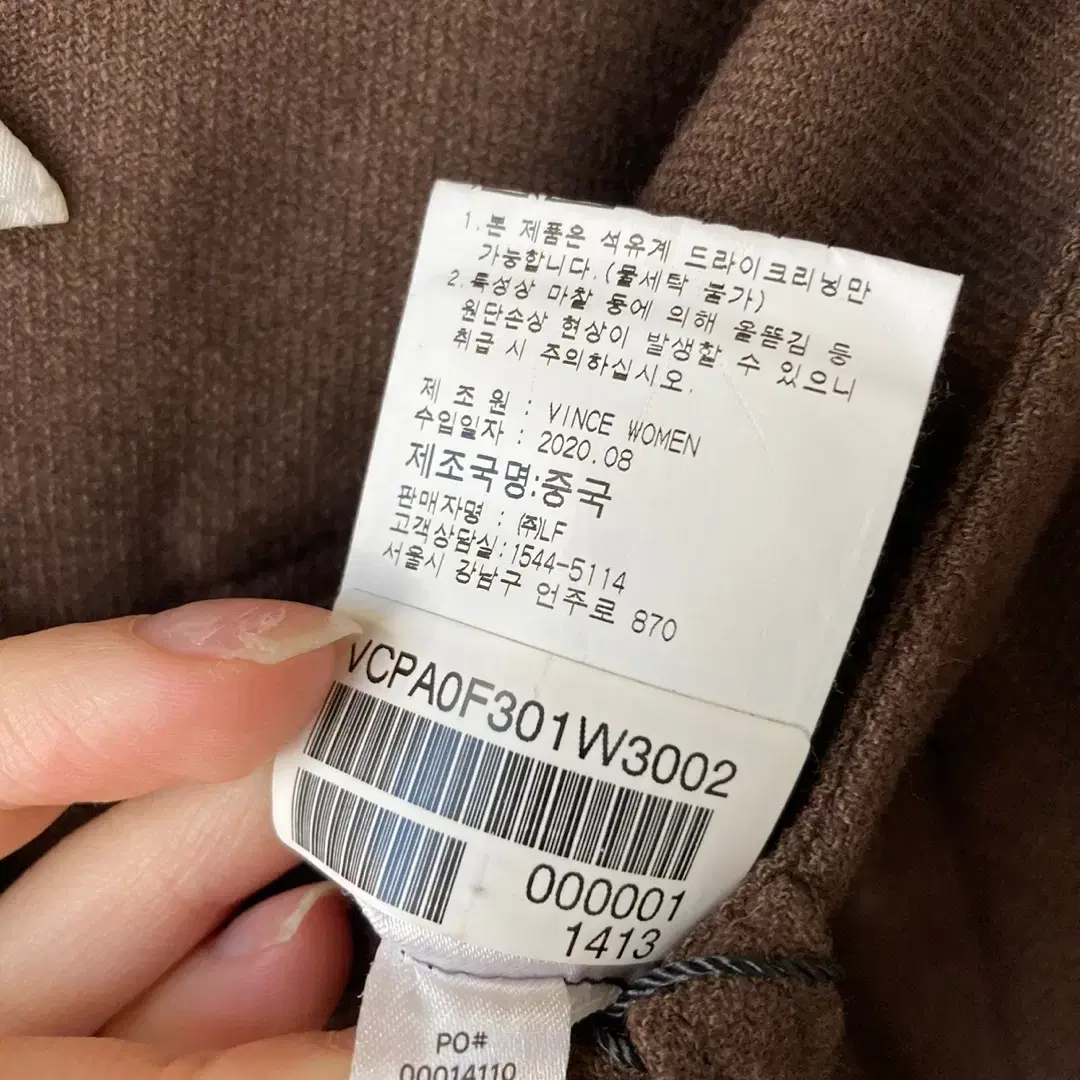 1.본 제품은 석유계 드라이크리닝만
가능합니다.(물세탁 불가)
2.특성상 마찰 등에 의해 올뜯김 등
원단손상 현상이 발생할 수 있으니
취급 시 주의하십시오.
제 조 원 : VINCE WOMEN
수입일자 : 2020.08
제조국명:중국
판매자명 : ㈜LF
고객상담실:1544-5114
서울시 강남구 언주로 870
VCPA0F301W3002
000001
1413
PO#
00014110